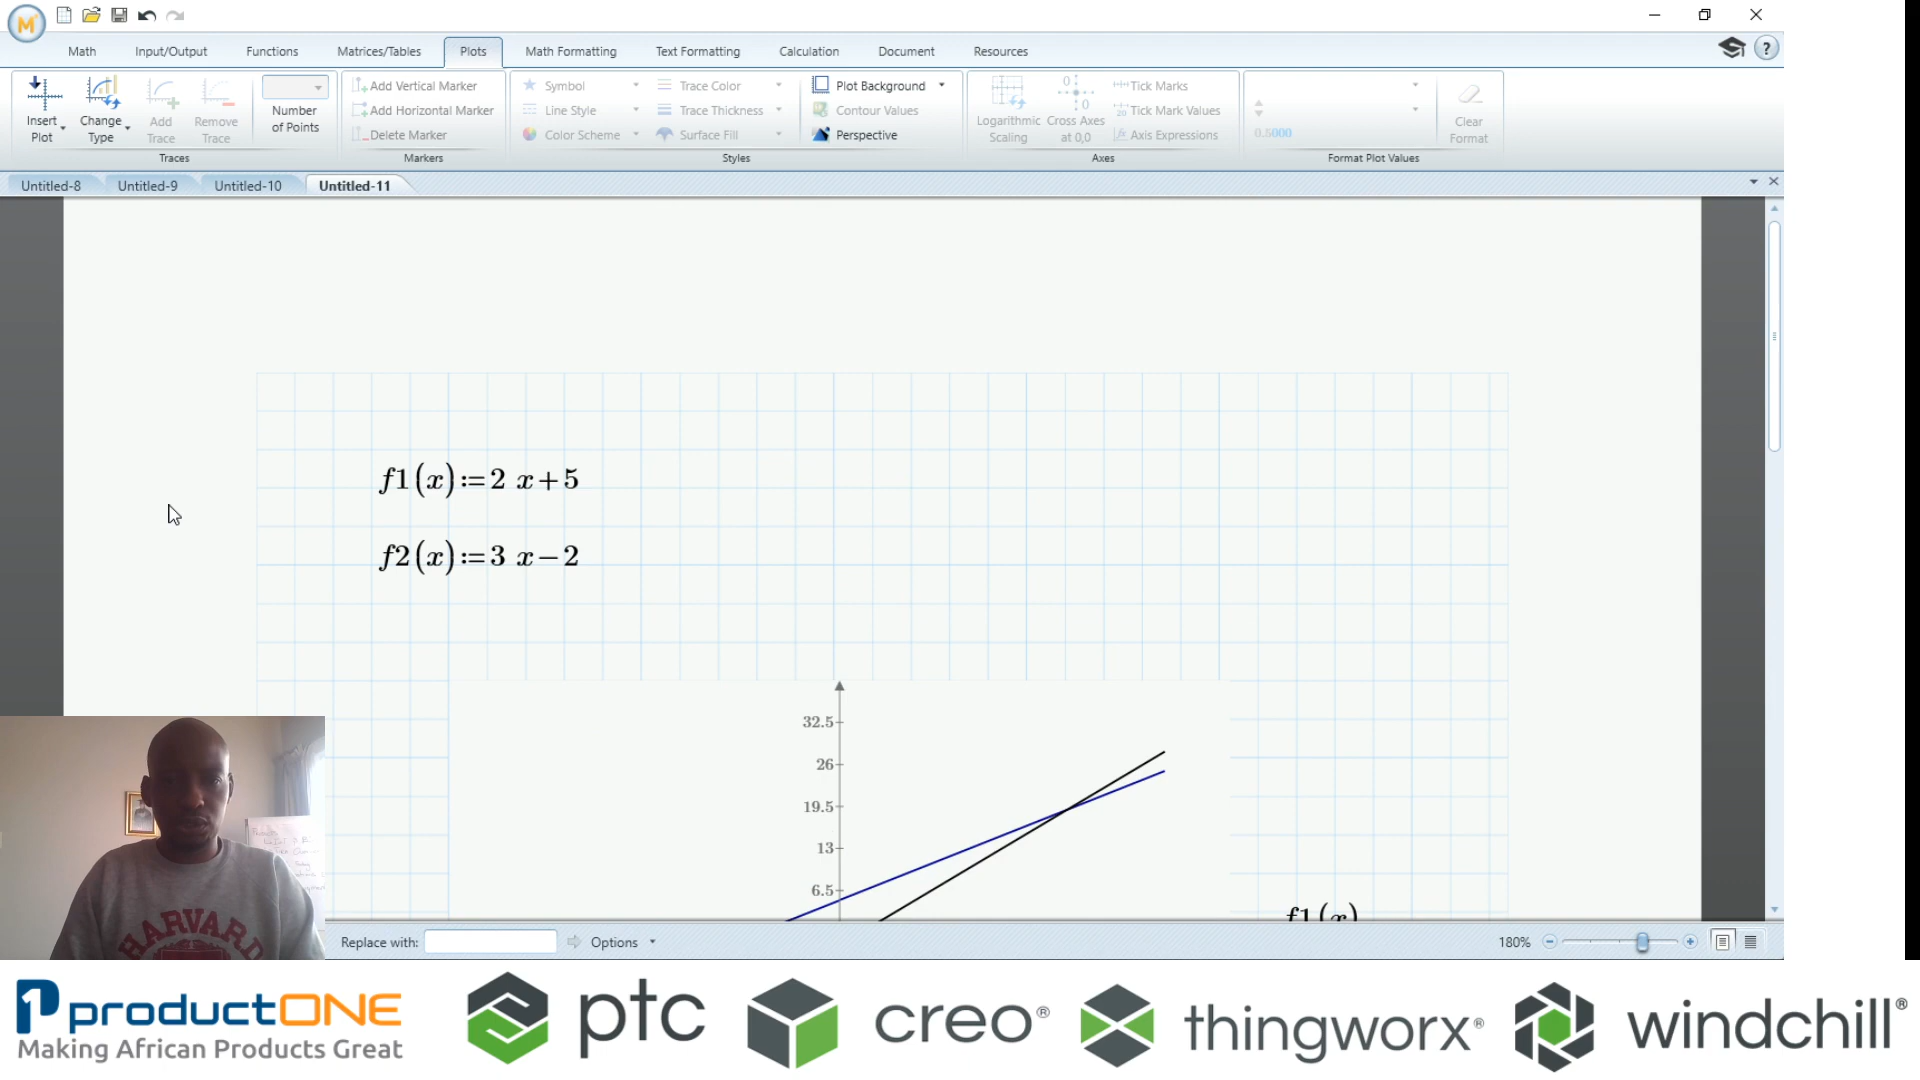 Math Input/Output Functions Matrices/Tables Plots Math Formatting Text Formatting Calculation Document Resources
Insert Plot
Change Type
Add Trace
Remove Trace
Number of Points
Traces
Add Vertical Marker
Add Horizontal Marker
Delete Marker
Markers
Symbol
Line Style
Color Scheme
Trace Color
Trace Thickness
Surface Fill
Plot Background
Contour Values
Perspective
Styles
Logarithmic Scaling
Cross Axes at 0,0
Tick Marks
Tick Mark Values
Axis Expressions
Axes
0.5000
Clear Format
Format Plot Values
Untitled-8 Untitled-9 Untitled-10 Untitled-11
f1(x):=2 x+5
f2(x):=3 x−2
32.5
26
19.5
13
6.5
f1(x)
HARVARD
Replace with: Options 180%
productONE
Making African Products Great
ptc
creo®
thingworx®
windchill®